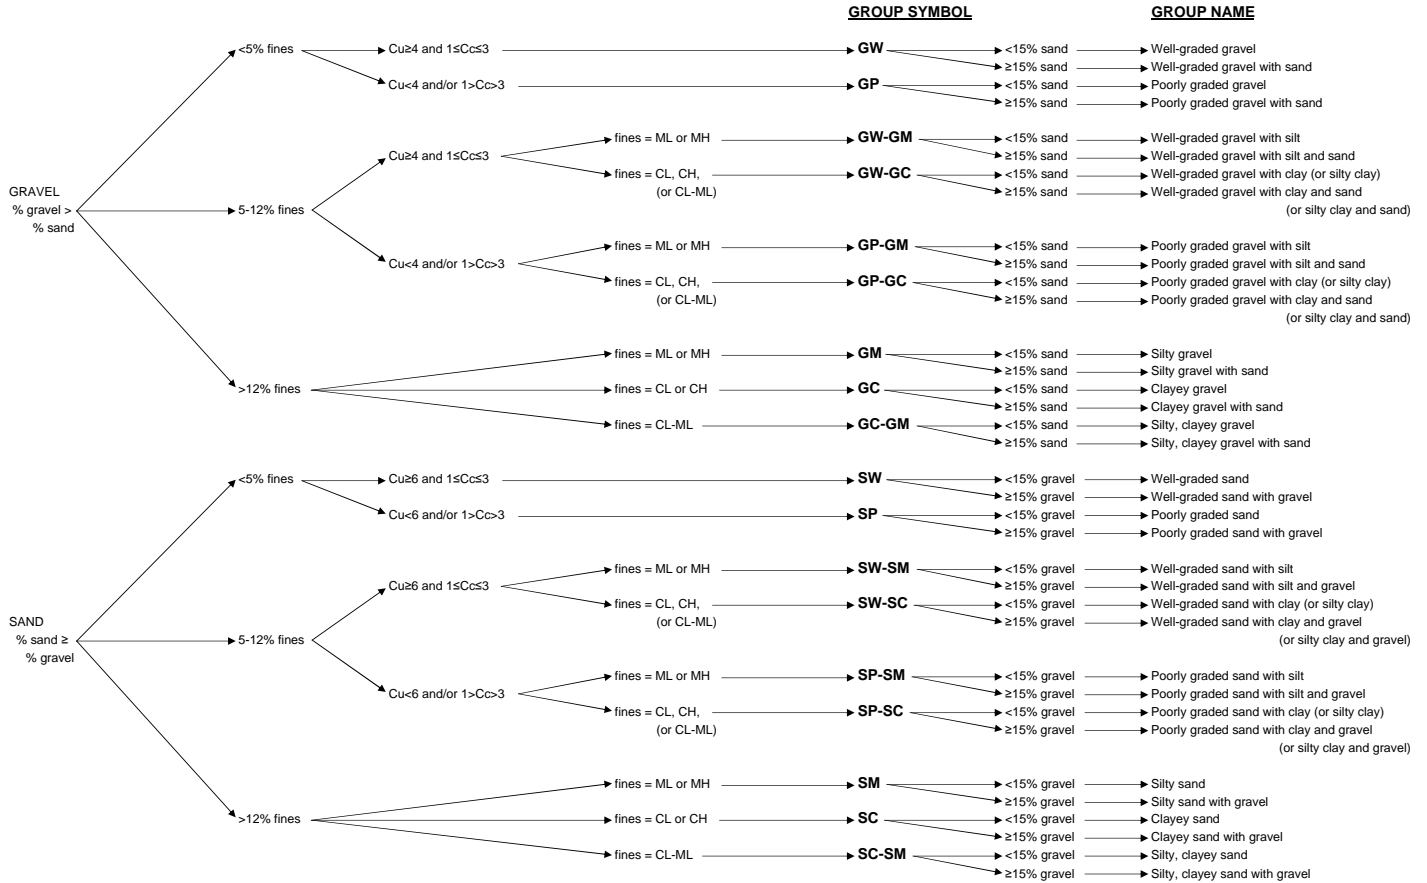 GROUP SYMBOL GROUP NAME
<5% fines Cu≥4 and 1≤Cc≤3 GW <15% sand Well-graded gravel
≥15% sand Well-graded gravel with sand
Cu<4 and/or 1>Cc>3 GP <15% sand Poorly graded gravel
≥15% sand Poorly graded gravel with sand
fines = ML or MH GW-GM <15% sand Well-graded gravel with silt
Cu≥4 and 1≤Cc≤3 ≥15% sand Well-graded gravel with silt and sand
fines = CL, CH, GW-GC <15% sand Well-graded gravel with clay (or silty clay)
GRAVEL (or CL-ML) ≥15% sand Well-graded gravel with clay and sand
% gravel > 5-12% fines (or silty clay and sand)
% sand
fines = ML or MH GP-GM <15% sand Poorly graded gravel with silt
Cu<4 and/or 1>Cc>3 ≥15% sand Poorly graded gravel with silt and sand
fines = CL, CH, GP-GC <15% sand Poorly graded gravel with clay (or silty clay)
(or CL-ML) ≥15% sand Poorly graded gravel with clay and sand
(or silty clay and sand)
fines = ML or MH GM <15% sand Silty gravel
≥15% sand Silty gravel with sand
>12% fines fines = CL or CH GC <15% sand Clayey gravel
≥15% sand Clayey gravel with sand
fines = CL-ML GC-GM <15% sand Silty, clayey gravel
≥15% sand Silty, clayey gravel with sand
<5% fines Cu≥6 and 1≤Cc≤3 SW <15% gravel Well-graded sand
≥15% gravel Well-graded sand with gravel
Cu<6 and/or 1>Cc>3 SP <15% gravel Poorly graded sand
≥15% gravel Poorly graded sand with gravel
fines = ML or MH SW-SM <15% gravel Well-graded sand with silt
Cu≥6 and 1≤Cc≤3 ≥15% gravel Well-graded sand with silt and gravel
fines = CL, CH, SW-SC <15% gravel Well-graded sand with clay (or silty clay)
SAND (or CL-ML) ≥15% gravel Well-graded sand with clay and gravel
% sand ≥ 5-12% fines (or silty clay and gravel)
% gravel
fines = ML or MH SP-SM <15% gravel Poorly graded sand with silt
Cu<6 and/or 1>Cc>3 ≥15% gravel Poorly graded sand with silt and gravel
fines = CL, CH, SP-SC <15% gravel Poorly graded sand with clay (or silty clay)
(or CL-ML) ≥15% gravel Poorly graded sand with clay and gravel
(or silty clay and gravel)
fines = ML or MH SM <15% gravel Silty sand
≥15% gravel Silty sand with gravel
>12% fines fines = CL or CH SC <15% gravel Clayey sand
≥15% gravel Clayey sand with gravel
fines = CL-ML SC-SM <15% gravel Silty, clayey sand
≥15% gravel Silty, clayey sand with gravel